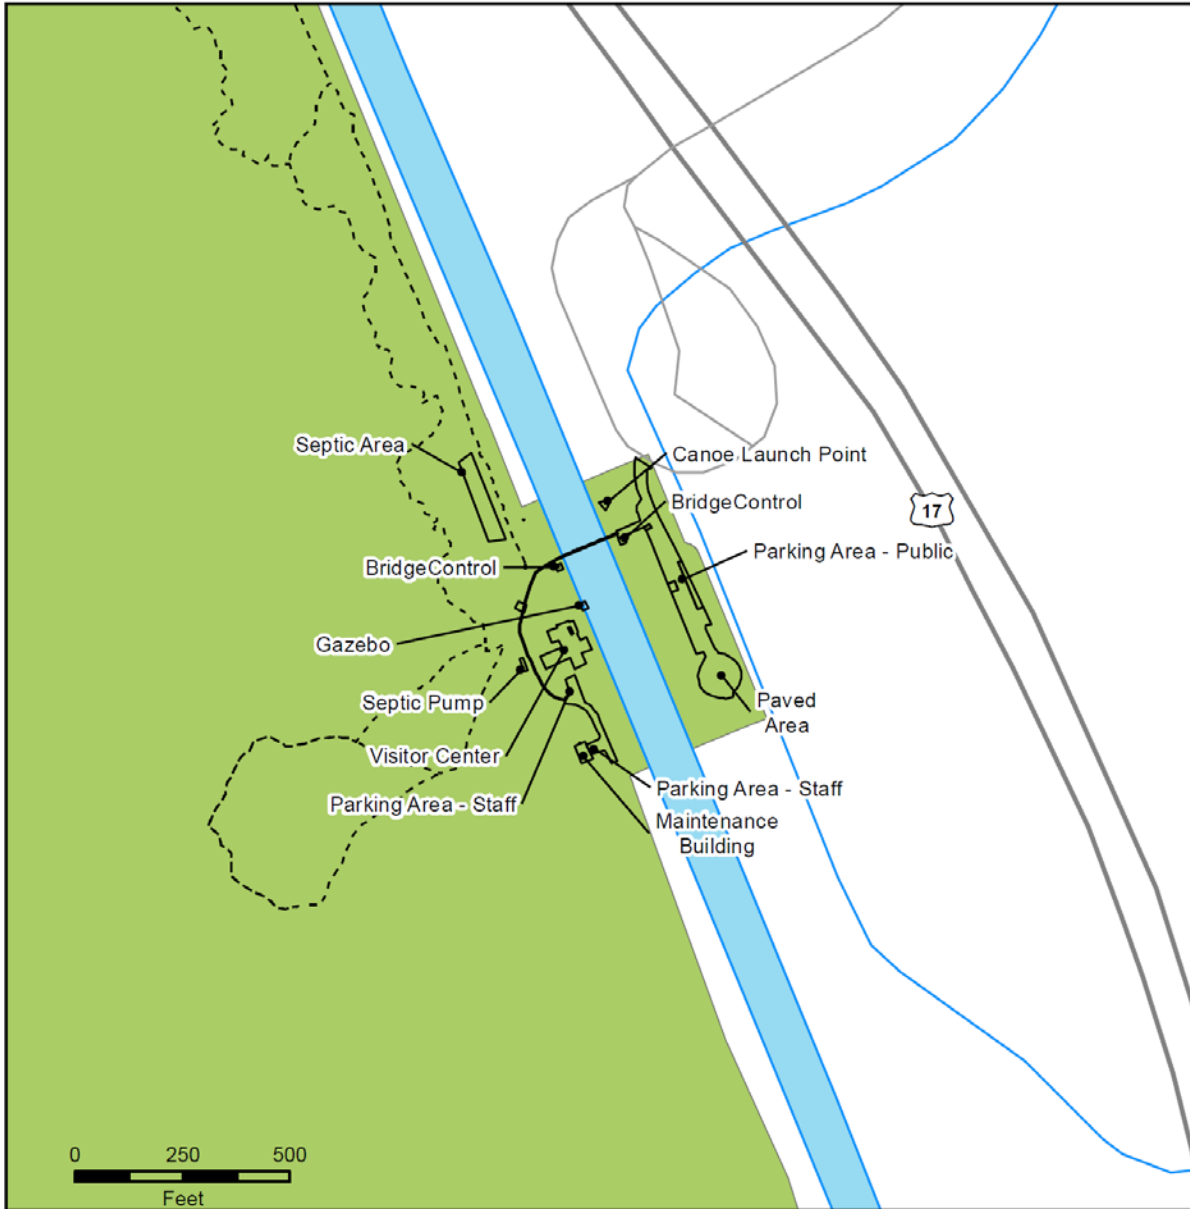 Septic Area
Canoe Launch Point
BridgeControl
17
Parking Area - Public
BridgeControl
Gazebo
Septic Pump
Paved
Area
Visitor Center
Parking Area - Staff
Parking Area - Staff
Maintenance
Building
0 250 500
Feet